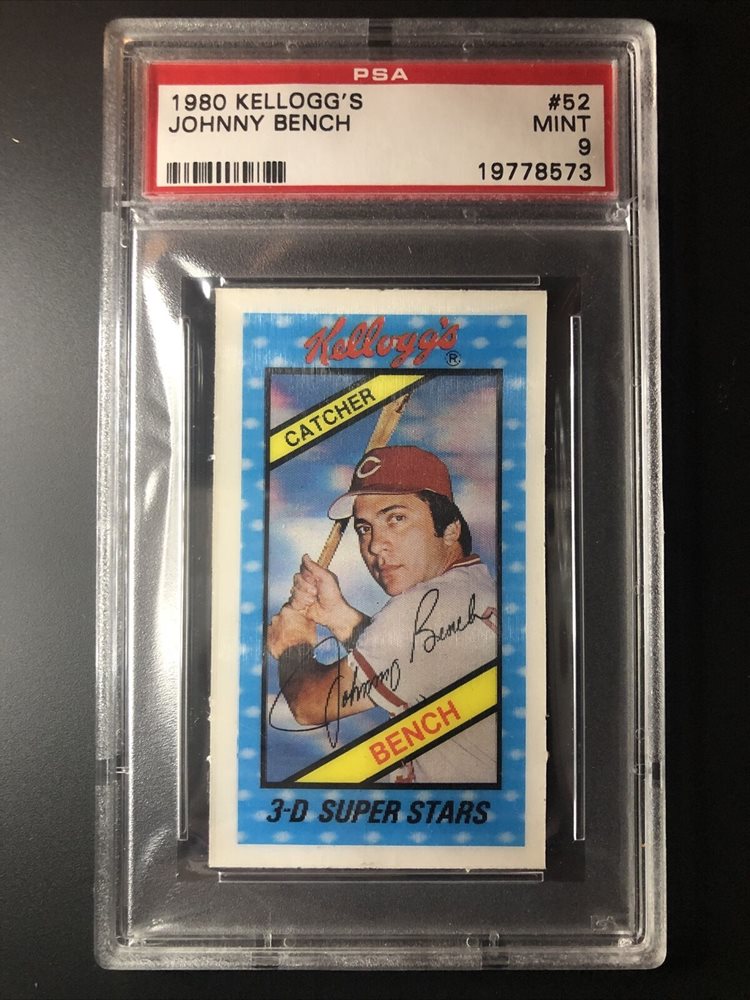 PSA
1980 KELLOGG'S #52
JOHNNY BENCH MINT
9
19778573
Kellogg's ®
CATCHER
C
Johnny Bench
BENCH
3-D SUPER STARS